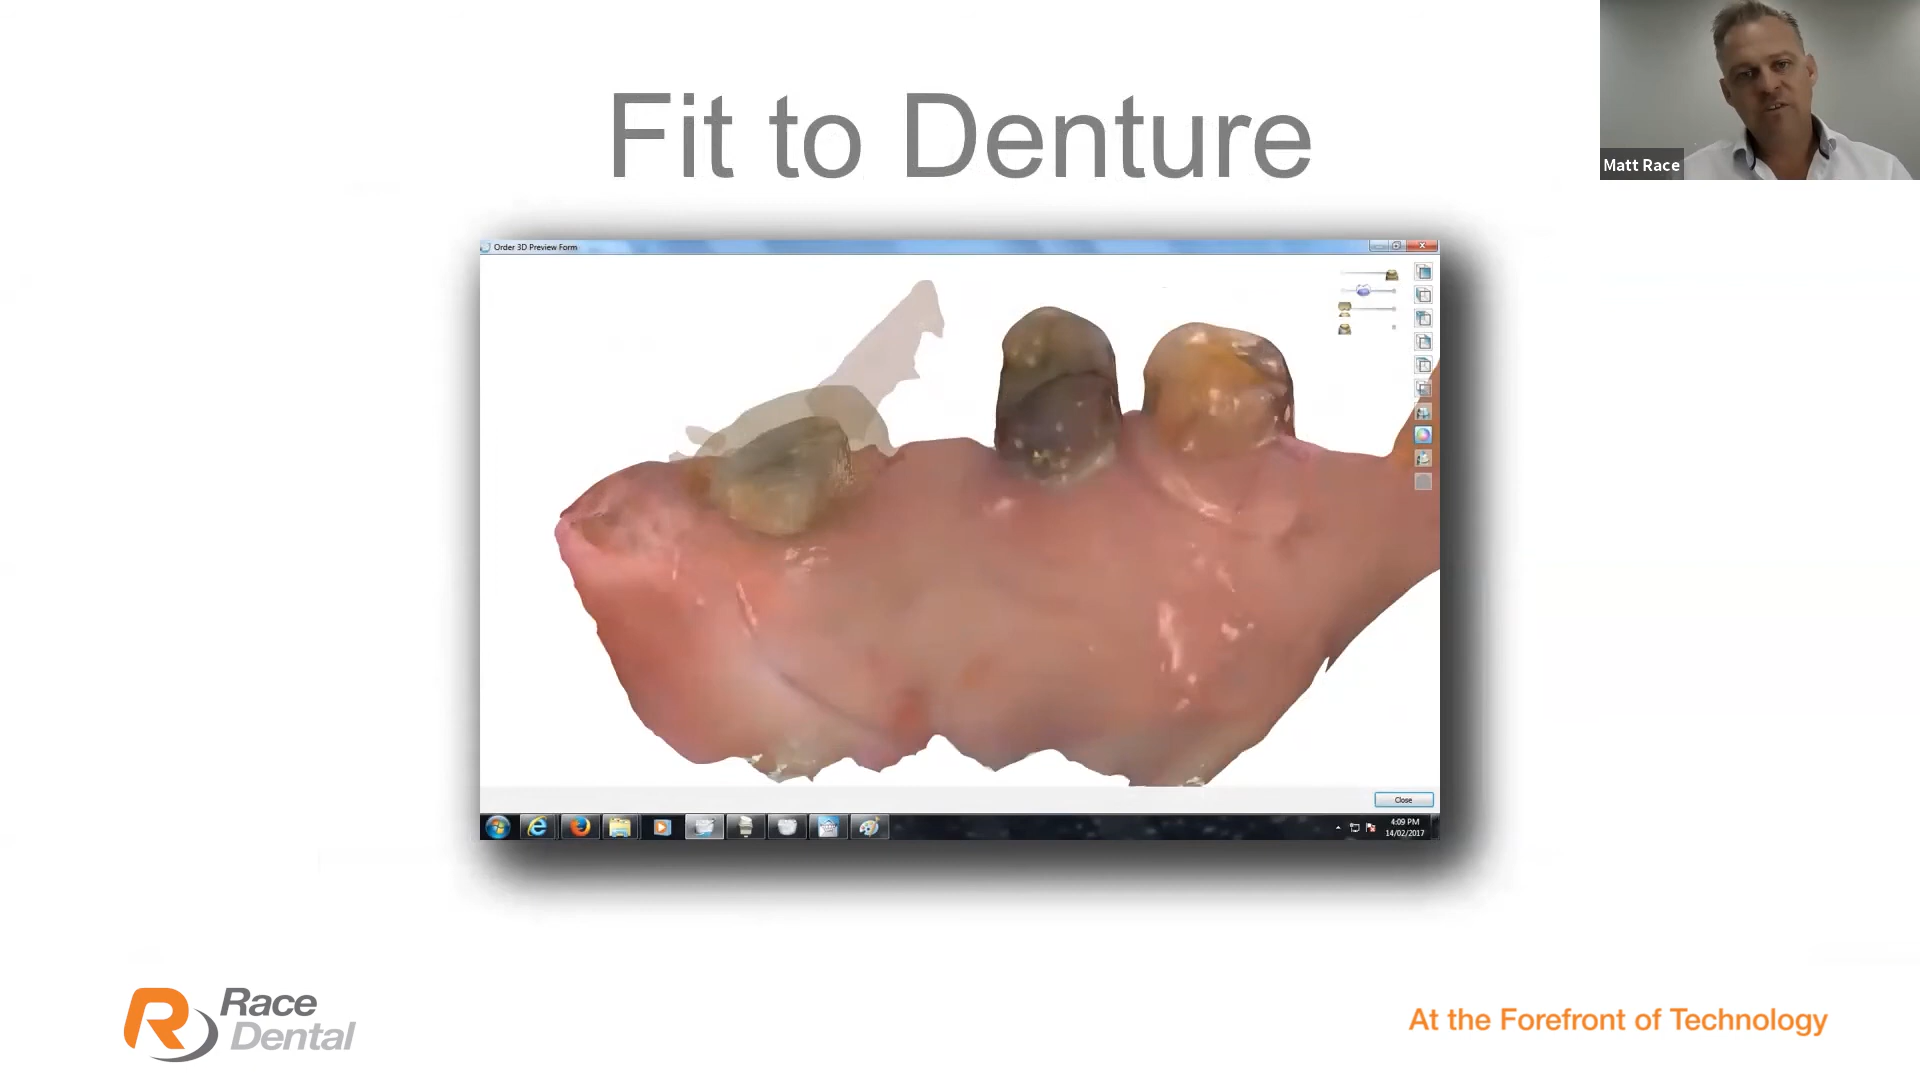 Fit to Denture
Matt Race
Order 3D Preview Form
Close
4:09 PM
14/02/2017
Race
Dental
At the Forefront of Technology